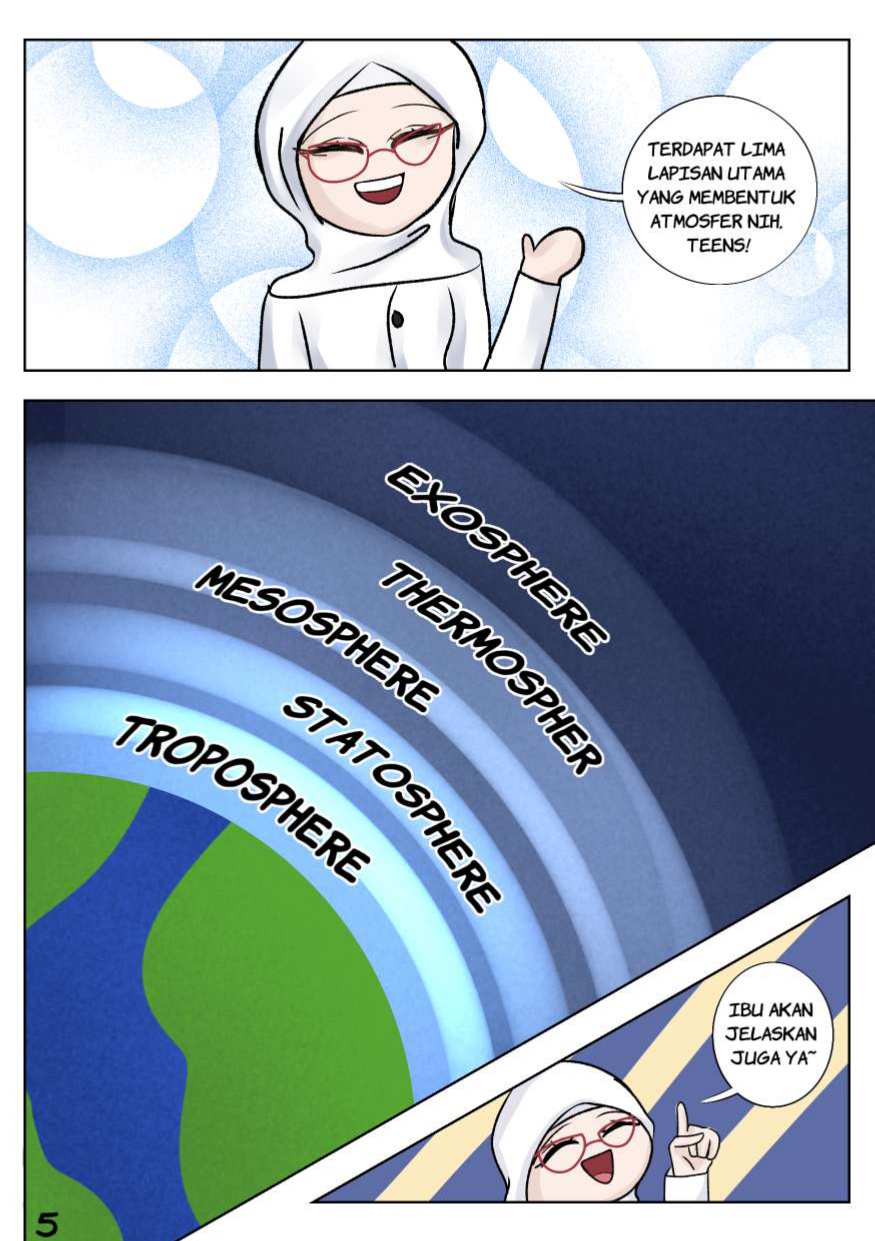 TERDAPAT LIMA
LAPISAN UTAMA
YANG MEMBENTUK
ATMOSFER NIH,
TEENS!
EXOSPHERE
THERMOSPHER
MESOSPHERE
STATOSPHERE
TROPOSPHERE
IBU AKAN
JELASKAN
JUGA YA~
5